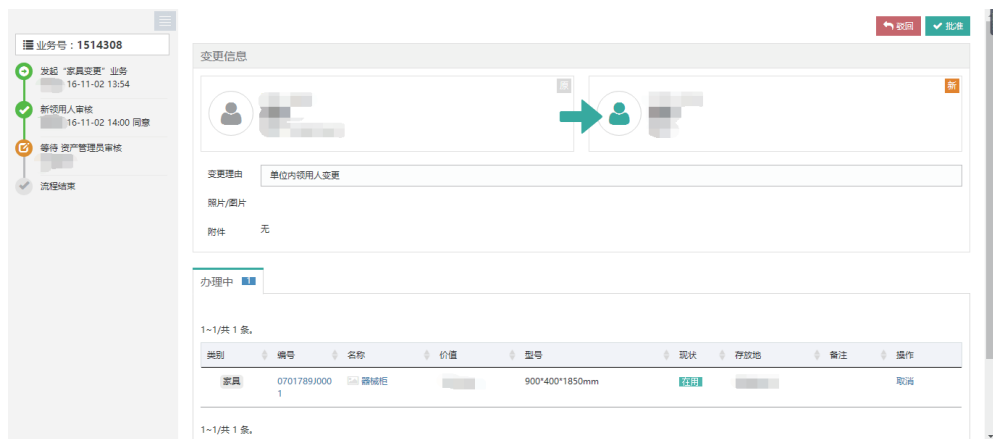 驳回 批准
业务号：1514308
发起“家具变更”业务
16-11-02 13:54
新领用人审核
16-11-02 14:00 同意
等待 资产管理员审核
流程结束
变更信息
原
新
变更理由 单位内领用人变更
照片/图片
附件 无
办理中 1
1~1/共 1 条。
类别 编号 名称 价值 型号 现状 存放地 备注 操作
家具 0701789J000 器械柜 900*400*1850mm 在用 取消
1
1~1/共 1 条。